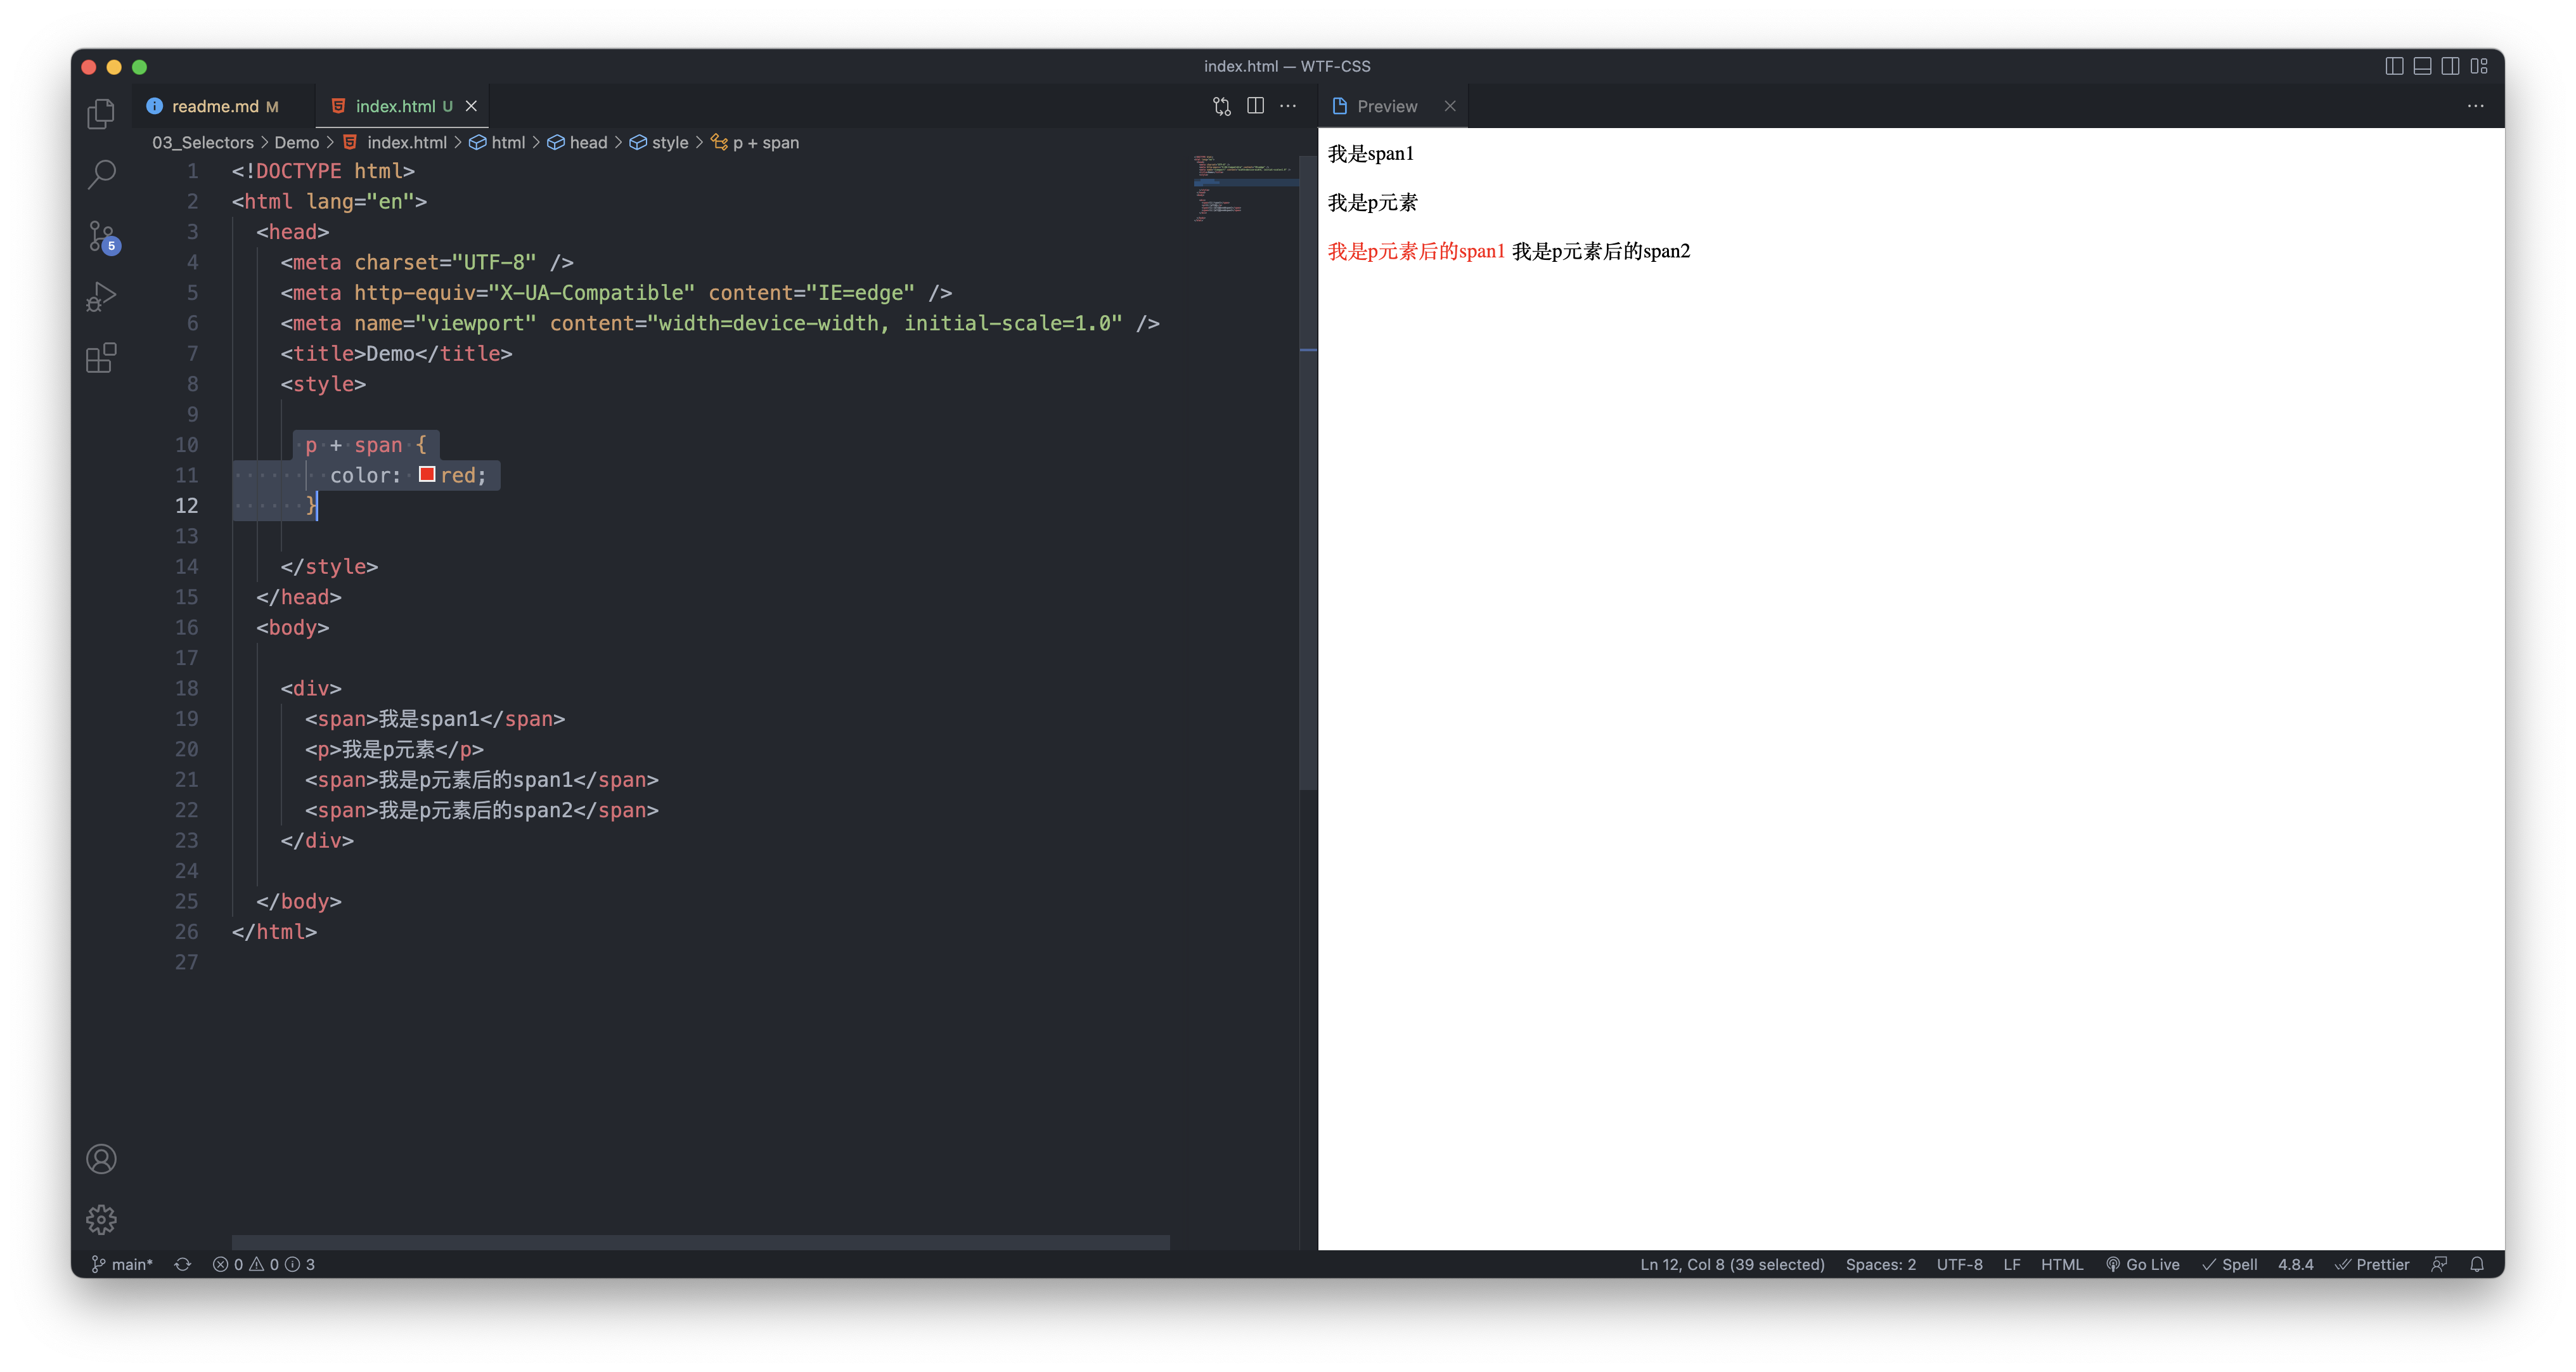 index.html — WTF-CSS
readme.md M
index.html U
Preview
03_Selectors > Demo > index.html > html > head > style > p + span
1 <!DOCTYPE html>
2 <html lang="en">
3 <head>
4 <meta charset="UTF-8" />
5 <meta http-equiv="X-UA-Compatible" content="IE=edge" />
6 <meta name="viewport" content="width=device-width, initial-scale=1.0" />
7 <title>Demo</title>
8 <style>
9
10 p + span {
11 color: red;
12 }
13
14 </style>
15 </head>
16 <body>
17
18 <div>
19 <span>我是span1</span>
20 <p>我是p元素</p>
21 <span>我是p元素后的span1</span>
22 <span>我是p元素后的span2</span>
23 </div>
24
25 </body>
26 </html>
27
我是span1
我是p元素
我是p元素后的span1 我是p元素后的span2
5
main* 0 0 3
Ln 12, Col 8 (39 selected) Spaces: 2 UTF-8 LF HTML Go Live Spell 4.8.4 Prettier